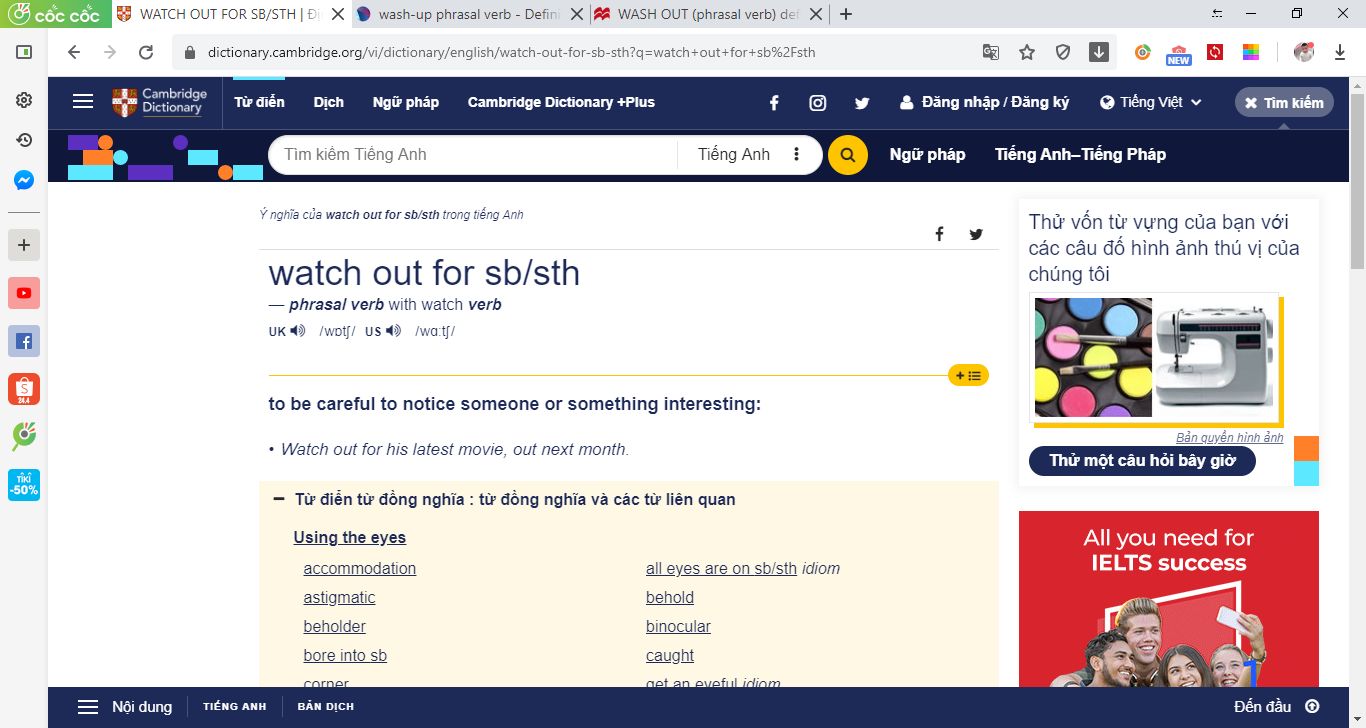 cốc cốc
WATCH OUT FOR SB/STH | Đị
wash-up phrasal verb - Defini
WASH OUT (phrasal verb) def
dictionary.cambridge.org/vi/dictionary/english/watch-out-for-sb-sth?q=watch+out+for+sb%2Fsth
NEW
Cambridge
Dictionary
Từ điển
Dịch
Ngữ pháp
Cambridge Dictionary +Plus
Đăng nhập / Đăng ký
Tiếng Việt
Tìm kiếm
Tìm kiếm Tiếng Anh
Tiếng Anh
Ngữ pháp
Tiếng Anh–Tiếng Pháp
S
24.4
TIKI
-50%
Ý nghĩa của watch out for sb/sth trong tiếng Anh
watch out for sb/sth
— phrasal verb with watch verb
UK /wɒtʃ/ US /wɑːtʃ/
to be careful to notice someone or something interesting:
• Watch out for his latest movie, out next month.
– Từ điển từ đồng nghĩa : từ đồng nghĩa và các từ liên quan
Using the eyes
accommodation
astigmatic
beholder
bore into sb
corner
all eyes are on sb/sth idiom
behold
binocular
caught
get an eyeful idiom
Thử vốn từ vựng của bạn với
các câu đố hình ảnh thú vị của
chúng tôi
Bản quyền hình ảnh
Thử một câu hỏi bây giờ
All you need for
IELTS success
1
Nội dung
TIẾNG ANH
BẢN DỊCH
Đến đầu